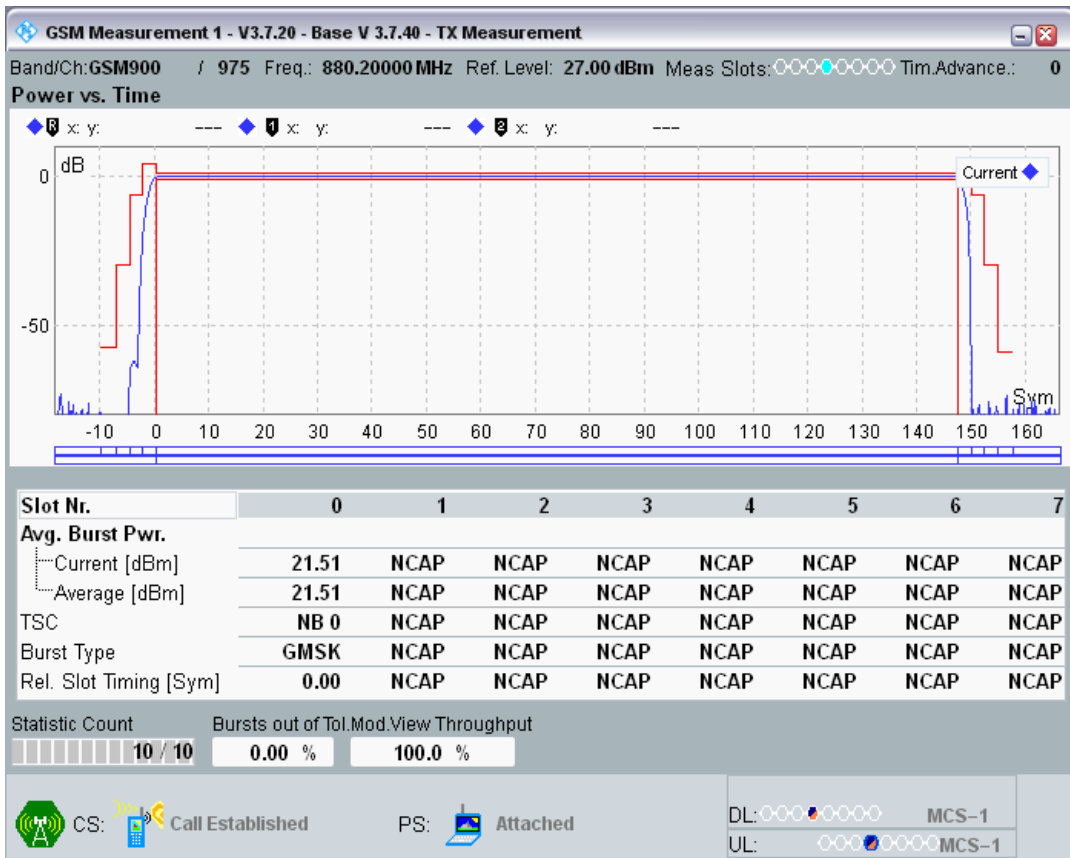 GSM Measurement 1 - V3.7.20 - Base V 3.7.40 - TX Measurement
Band/Ch:GSM900 / 975 Freq.: 880.20000 MHz Ref. Level: 27.00 dBm Meas Slots: Tim.Advance.: 0
Power vs. Time
R x: y: --- 1 x: y: --- 2 x: y: ---
dB
Current
0
-50
Sym
-10 0 10 20 30 40 50 60 70 80 90 100 110 120 130 140 150 160
Slot Nr. 0 1 2 3 4 5 6 7
Avg. Burst Pwr.
Current [dBm] 21.51 NCAP NCAP NCAP NCAP NCAP NCAP NCAP
Average [dBm] 21.51 NCAP NCAP NCAP NCAP NCAP NCAP NCAP
TSC NB 0 NCAP NCAP NCAP NCAP NCAP NCAP NCAP
Burst Type GMSK NCAP NCAP NCAP NCAP NCAP NCAP NCAP
Rel. Slot Timing [Sym] 0.00 NCAP NCAP NCAP NCAP NCAP NCAP NCAP
Statistic Count Bursts out of Tol.Mod.View Throughput
10 / 10 0.00 % 100.0 %
CS: Call Established PS: Attached
DL: MCS-1
UL: MCS-1